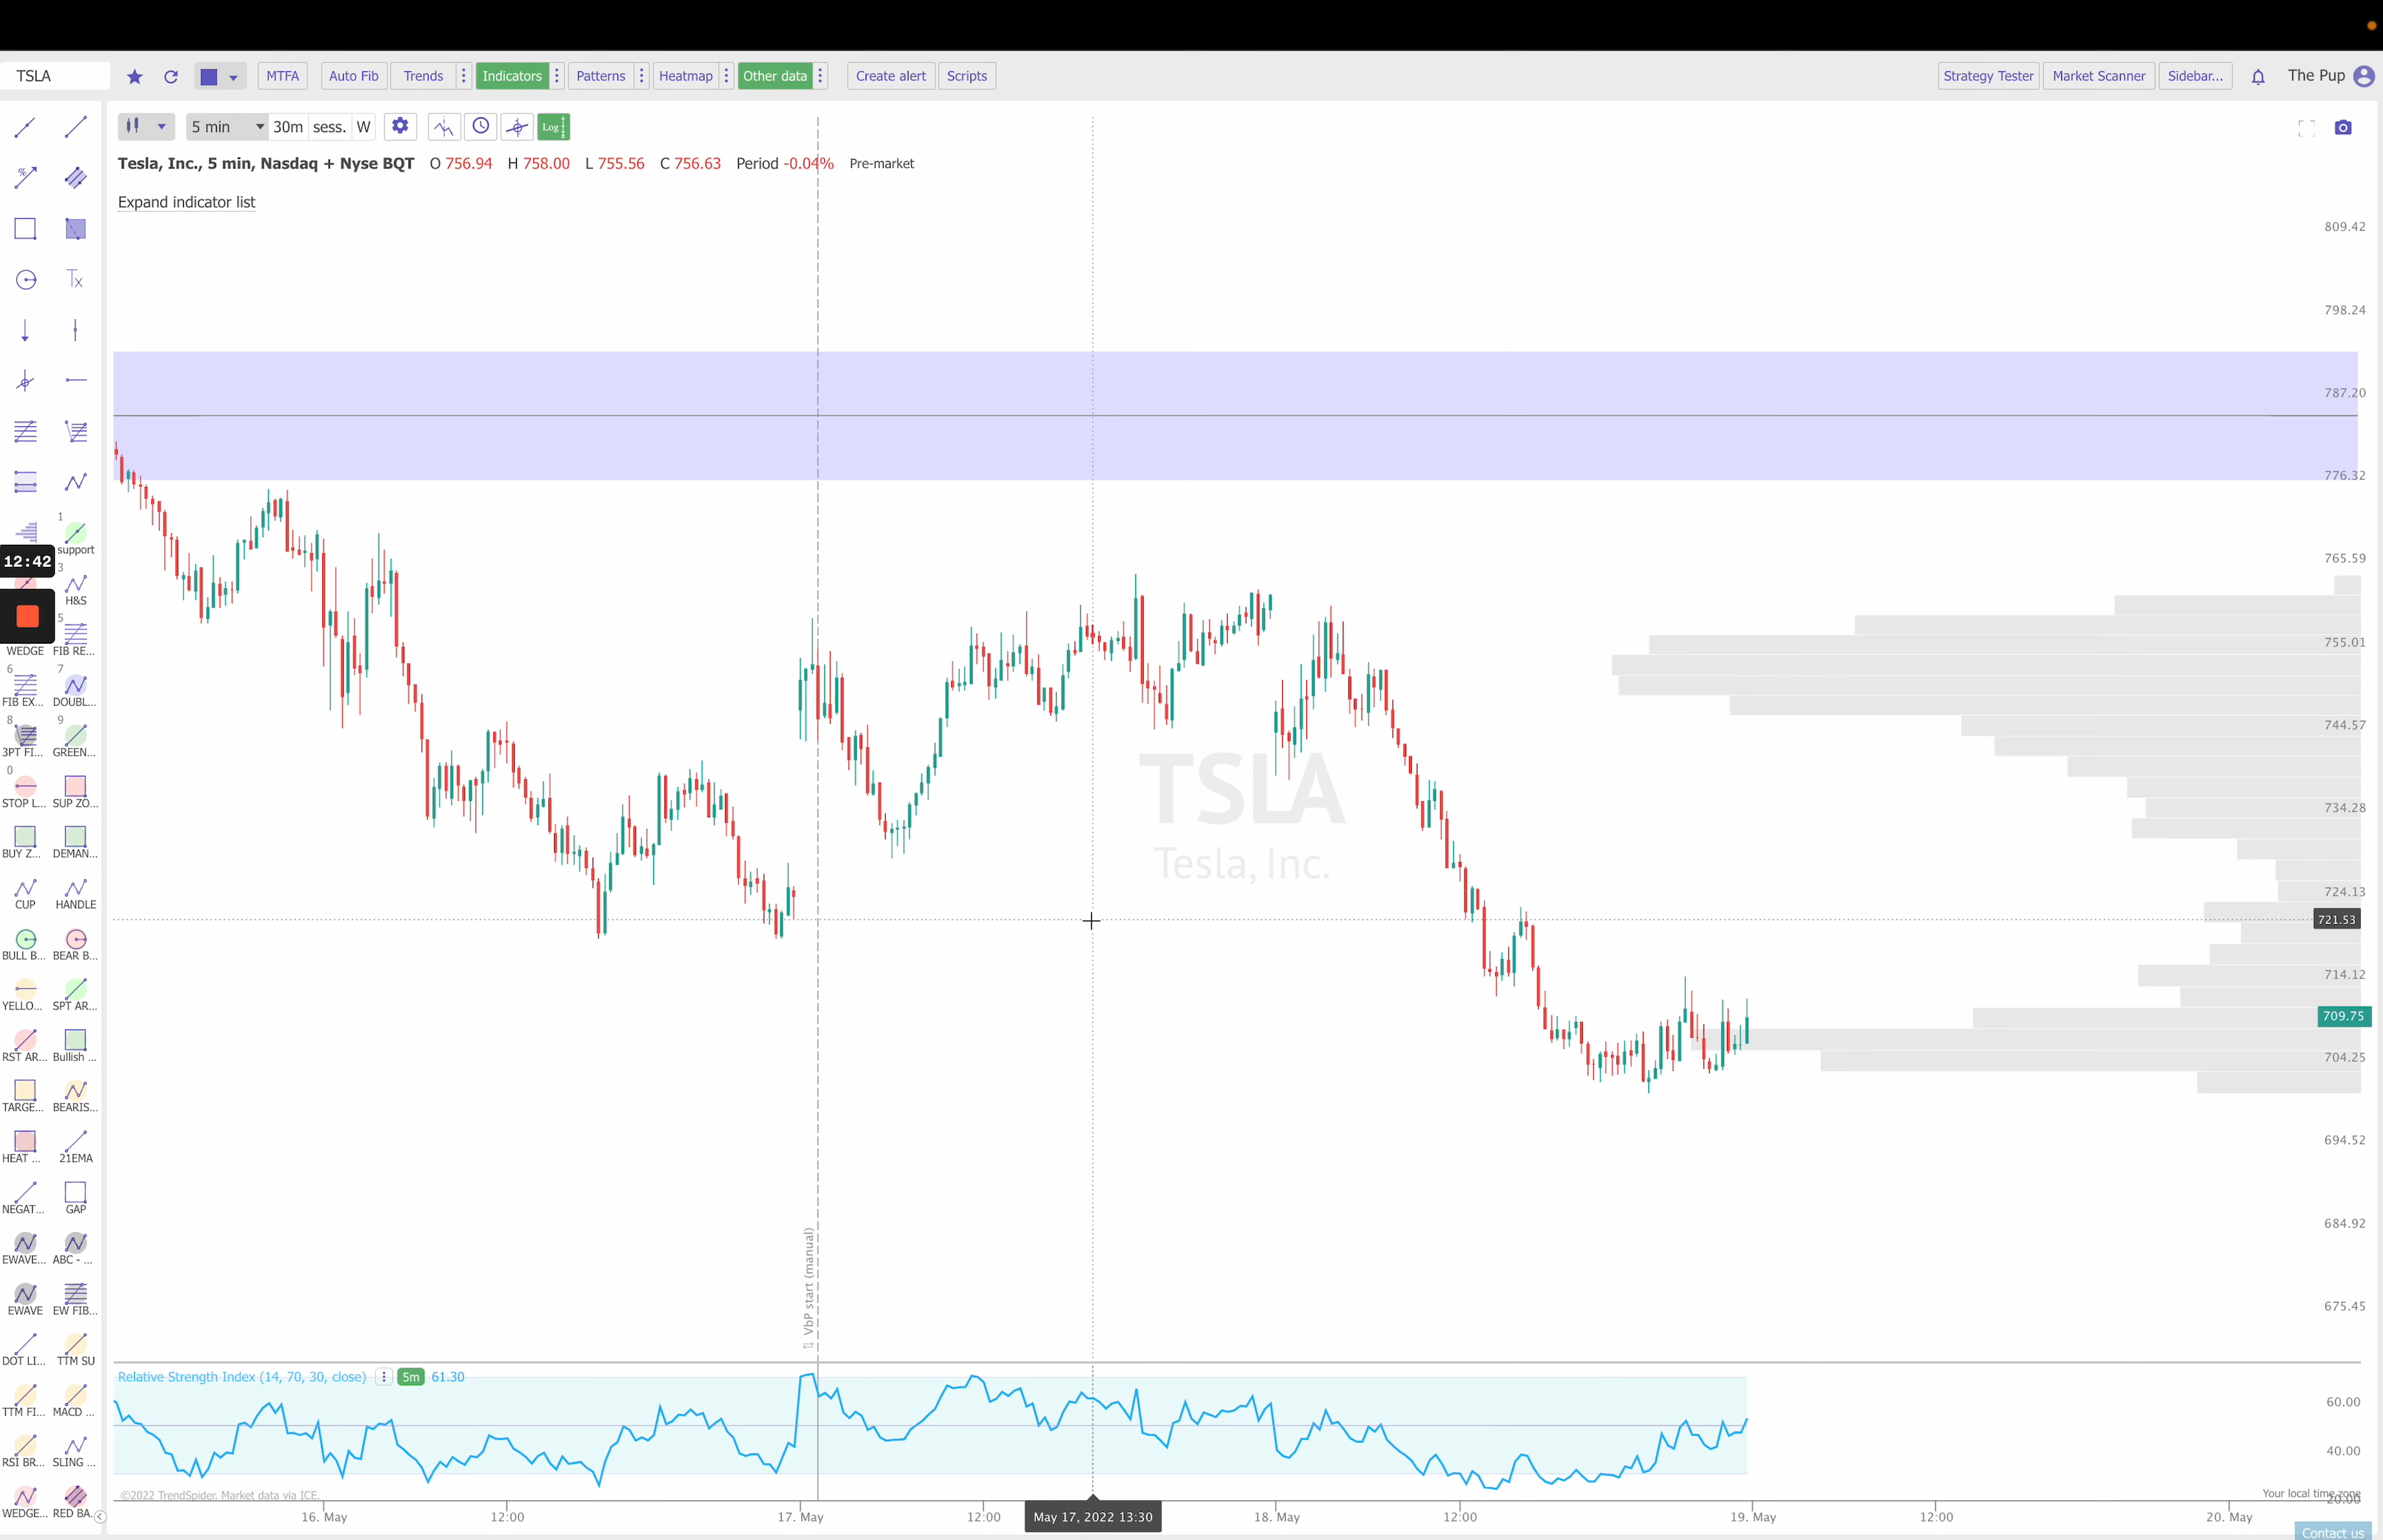 TSLA
MTFA
Auto Fib
Trends
Indicators
Patterns
Heatmap
Other data
Create alert
Scripts
Strategy Tester
Market Scanner
Sidebar...
The Pup
5 min
30m
sess.
W
Log
Tesla, Inc., 5 min, Nasdaq + Nyse BQT O 756.94 H 758.00 L 755.56 C 756.63 Period -0.04% Pre-market
Expand indicator list
%
Tx
1
support
12:42
3
H&S
5
WEDGE
FIB RE...
6
7
FIB EX...
DOUBL...
8
9
3PT FI...
GREEN...
0
STOP L...
SUP ZO...
BUY Z...
DEMAN...
CUP
HANDLE
BULL B...
BEAR B...
YELLO...
SPT AR...
RST AR...
Bullish ...
TARGE...
BEARIS...
HEAT ...
21EMA
NEGAT...
GAP
EWAVE...
ABC - ...
EWAVE
EW FIB...
DOT LI...
TTM SU
TTM FI...
MACD ...
RSI BR...
SLING ...
WEDGE...
RED BA...
TSLA
Tesla, Inc.
VbP start (manual)
809.42
798.24
787.20
776.32
765.59
755.01
744.57
734.28
724.13
721.53
714.12
709.75
704.25
694.52
684.92
675.45
Relative Strength Index (14, 70, 30, close)
5m
61.30
60.00
40.00
20.00
©2022 TrendSpider. Market data via ICE.
Your local time zone
16. May
12:00
17. May
12:00
May 17, 2022 13:30
18. May
12:00
19. May
12:00
20. May
Contact us